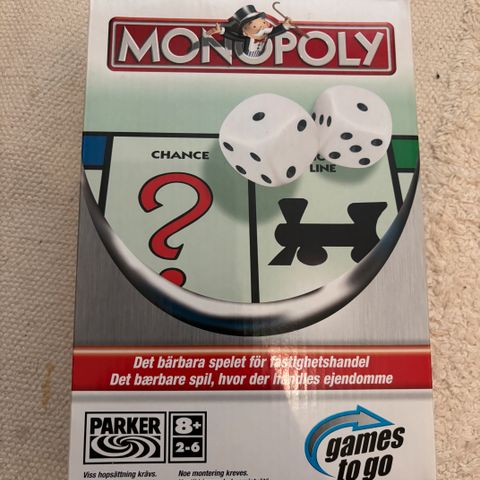 MONOPOLY
CHANCE
LINE
Det bärbara spelet för fastighetshandel
Det bærbare spil, hvor der handles ejendomme
PARKER
8+
2-6
games
to go
Viss hopsättning krävs.
Noe montering kreves.